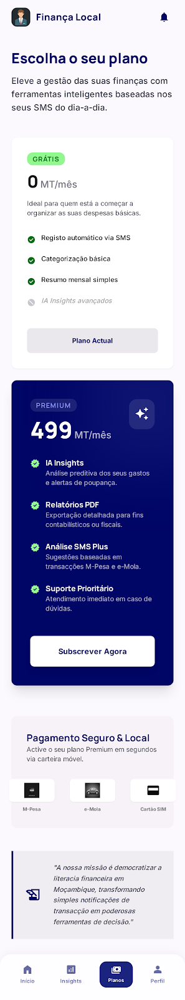 Finança Local
Escolha o seu plano
Eleve a gestão das suas finanças com
ferramentas inteligentes baseadas nos
seus SMS do dia-a-dia.
GRÁTIS
0 MT/mês
Ideal para quem está a começar a
organizar as suas despesas básicas.
Registo automático via SMS
Categorização básica
Resumo mensal simples
IA Insights avançados
Plano Actual
PREMIUM
499 MT/mês
IA Insights
Análise preditiva dos seus gastos
e alertas de poupança.
Relatórios PDF
Exportação detalhada para fins
contabilísticos ou fiscais.
Análise SMS Plus
Sugestões baseadas em
transacções M-Pesa e e-Mola.
Suporte Prioritário
Atendimento imediato em caso de
dúvidas.
Subscrever Agora
Pagamento Seguro & Local
Active o seu plano Premium em segundos
via carteira móvel.
M-Pesa
e-Mola
Cartão SIM
"A nossa missão é democratizar a
literacia financeira em
Moçambique, transformando
simples notificações de
transacção em poderosas
ferramentas de decisão."
Início
Insights
Planos
Perfil